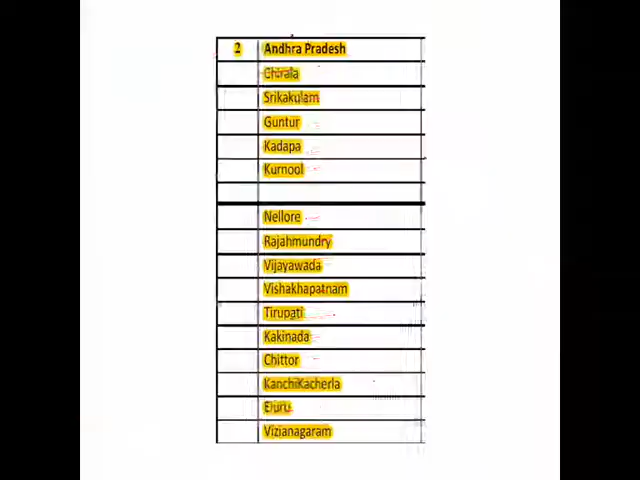 2 Andhra Pradesh
Chirala
Srikakulam
Guntur
Kadapa
Kurnool
Nellore
Rajahmundry
Vijayawada
Vishakhapatnam
Tirupati
Kakinada
Chittor
KanchiKacherla
Eluru
Vizianagaram